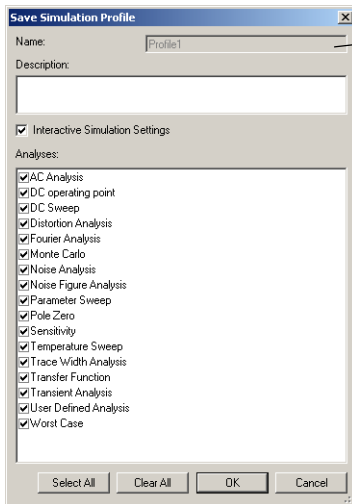 Save Simulation Profile
Name: Profile1
Description:
Interactive Simulation Settings
Analyses:
AC Analysis
DC operating point
DC Sweep
Distortion Analysis
Fourier Analysis
Monte Carlo
Noise Analysis
Noise Figure Analysis
Parameter Sweep
Pole Zero
Sensitivity
Temperature Sweep
Trace Width Analysis
Transfer Function
Transient Analysis
User Defined Analysis
Worst Case
Select All Clear All OK Cancel